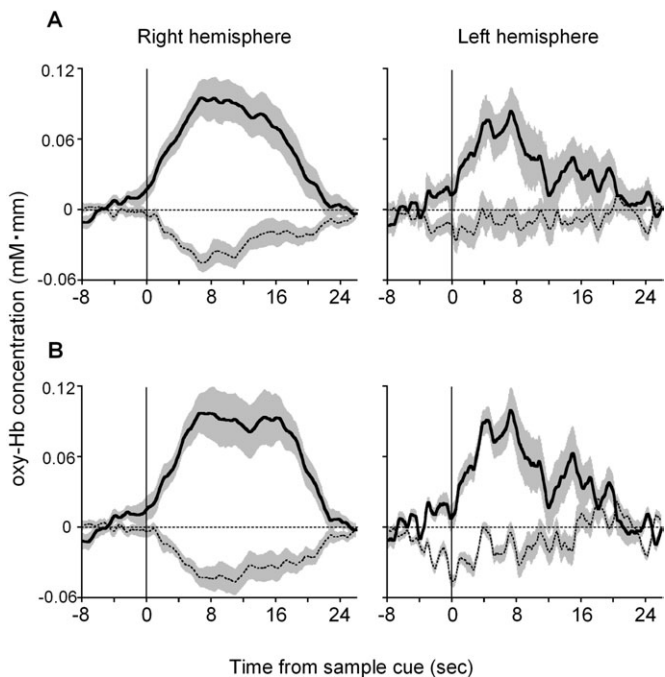 A
Right hemisphere
Left hemisphere
0.12
0.06
0
-0.06
-8 0 8 16 24
-8 0 8 16 24
B
0.12
0.06
0
-0.06
-8 0 8 16 24
-8 0 8 16 24
oxy-Hb concentration (mM·mm)
Time from sample cue (sec)